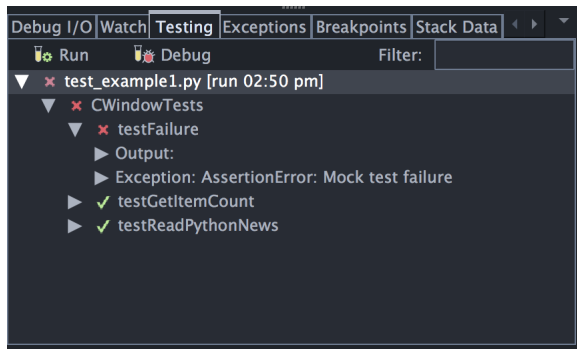 Debug I/O Watch Testing Exceptions Breakpoints Stack Data
Run Debug Filter:
test_example1.py [run 02:50 pm]
CWindowTests
testFailure
Output:
Exception: AssertionError: Mock test failure
testGetItemCount
testReadPythonNews